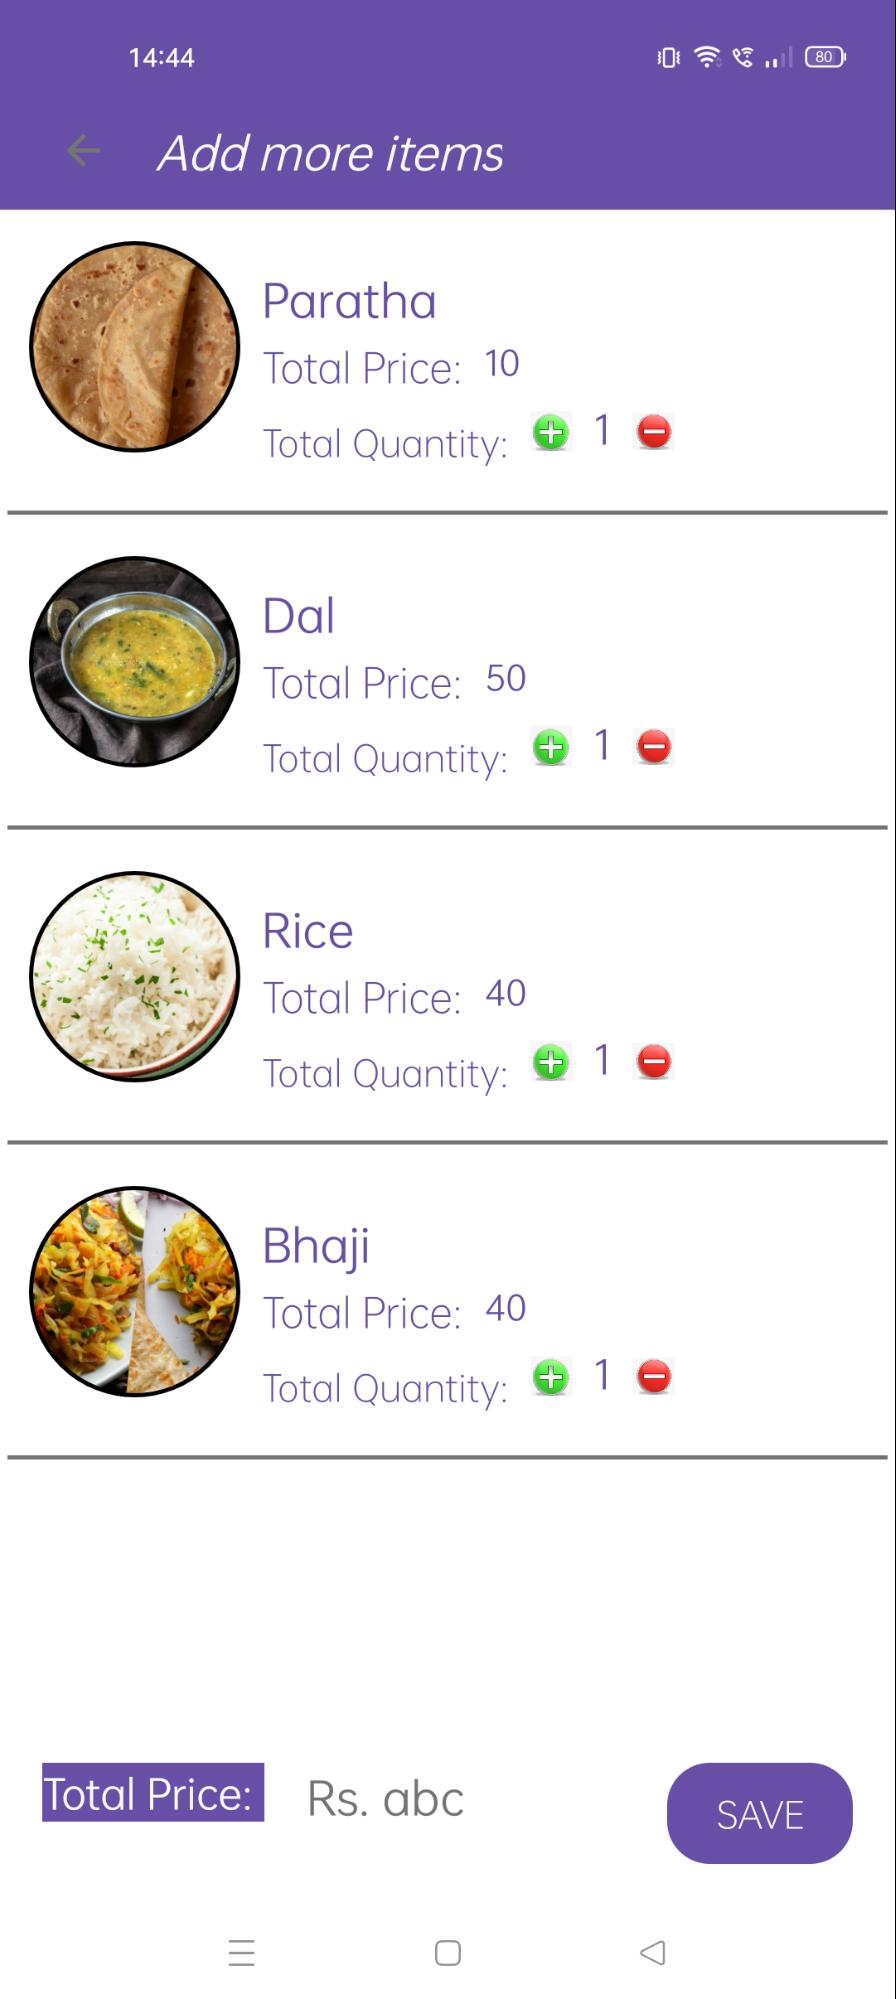 14:44
80
Add more items
Paratha
Total Price: 10
Total Quantity: 1
Dal
Total Price: 50
Total Quantity: 1
Rice
Total Price: 40
Total Quantity: 1
Bhaji
Total Price: 40
Total Quantity: 1
Total Price: Rs. abc
SAVE